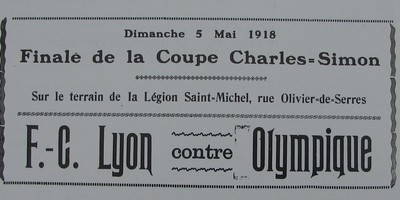 Dimanche 5 Mai 1918
Finale de la Coupe Charles=Simon
Sur le terrain de la Légion Saint-Michel, rue Olivier-de-Serres
F.-C. Lyon contre Olympique